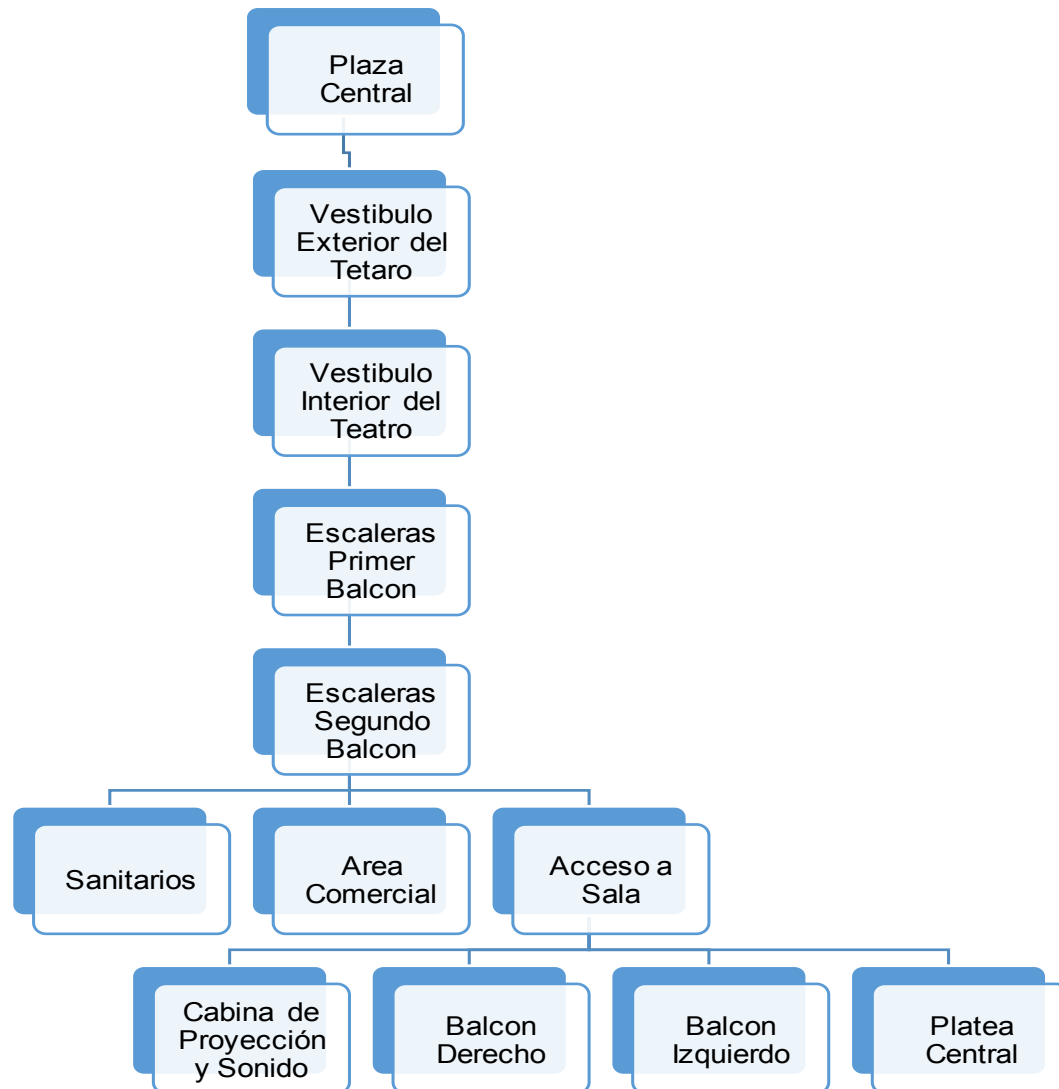 Plaza
Central
Vestibulo
Exterior del
Tetaro
Vestibulo
Interior del
Teatro
Escaleras
Primer
Balcon
Escaleras
Segundo
Balcon
Sanitarios
Area
Comercial
Acceso a
Sala
Cabina de
Proyección
y Sonido
Balcon
Derecho
Balcon
Izquierdo
Platea
Central